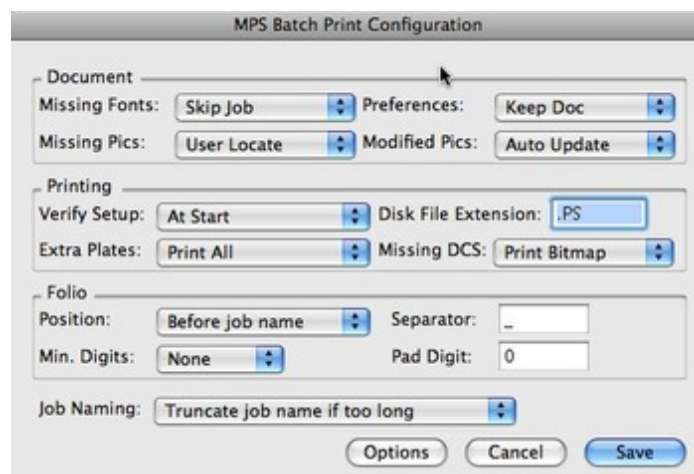 MPS Batch Print Configuration
Document
Missing Fonts: Skip Job Preferences: Keep Doc
Missing Pics: User Locate Modified Pics: Auto Update
Printing
Verify Setup: At Start Disk File Extension: .PS
Extra Plates: Print All Missing DCS: Print Bitmap
Folio
Position: Before job name Separator: _
Min. Digits: None Pad Digit: 0
Job Naming: Truncate job name if too long
Options Cancel Save